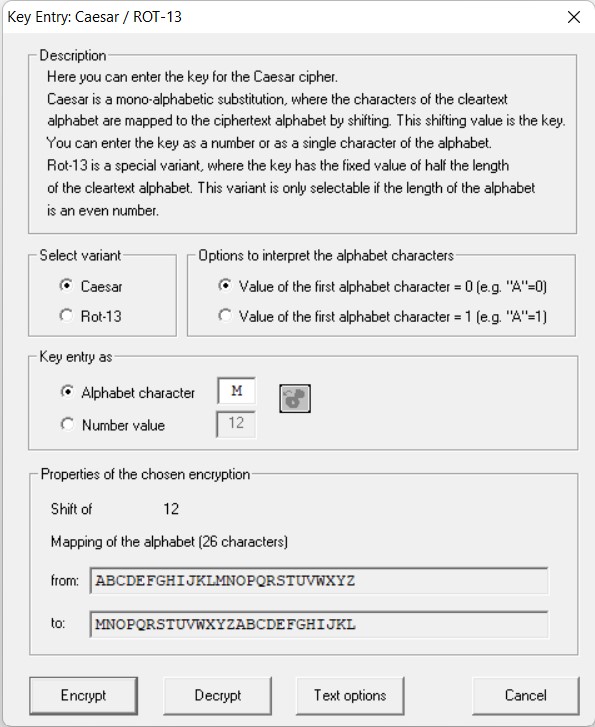 Key Entry: Caesar / ROT-13
Description
Here you can enter the key for the Caesar cipher.
Caesar is a mono-alphabetic substitution, where the characters of the cleartext
alphabet are mapped to the ciphertext alphabet by shifting. This shifting value is the key.
You can enter the key as a number or as a single character of the alphabet.
Rot-13 is a special variant, where the key has the fixed value of half the length
of the cleartext alphabet. This variant is only selectable if the length of the alphabet
is an even number.
Select variant
Caesar
Rot-13
Options to interpret the alphabet characters
Value of the first alphabet character = 0 (e.g. "A"=0)
Value of the first alphabet character = 1 (e.g. "A"=1)
Key entry as
Alphabet character M
Number value 12
Properties of the chosen encryption
Shift of 12
Mapping of the alphabet (26 characters)
from: ABCDEFGHIJKLMNOPQRSTUVWXYZ
to: MNOPQRSTUVWXYZABCDEFGHIJKL
Encrypt Decrypt Text options Cancel